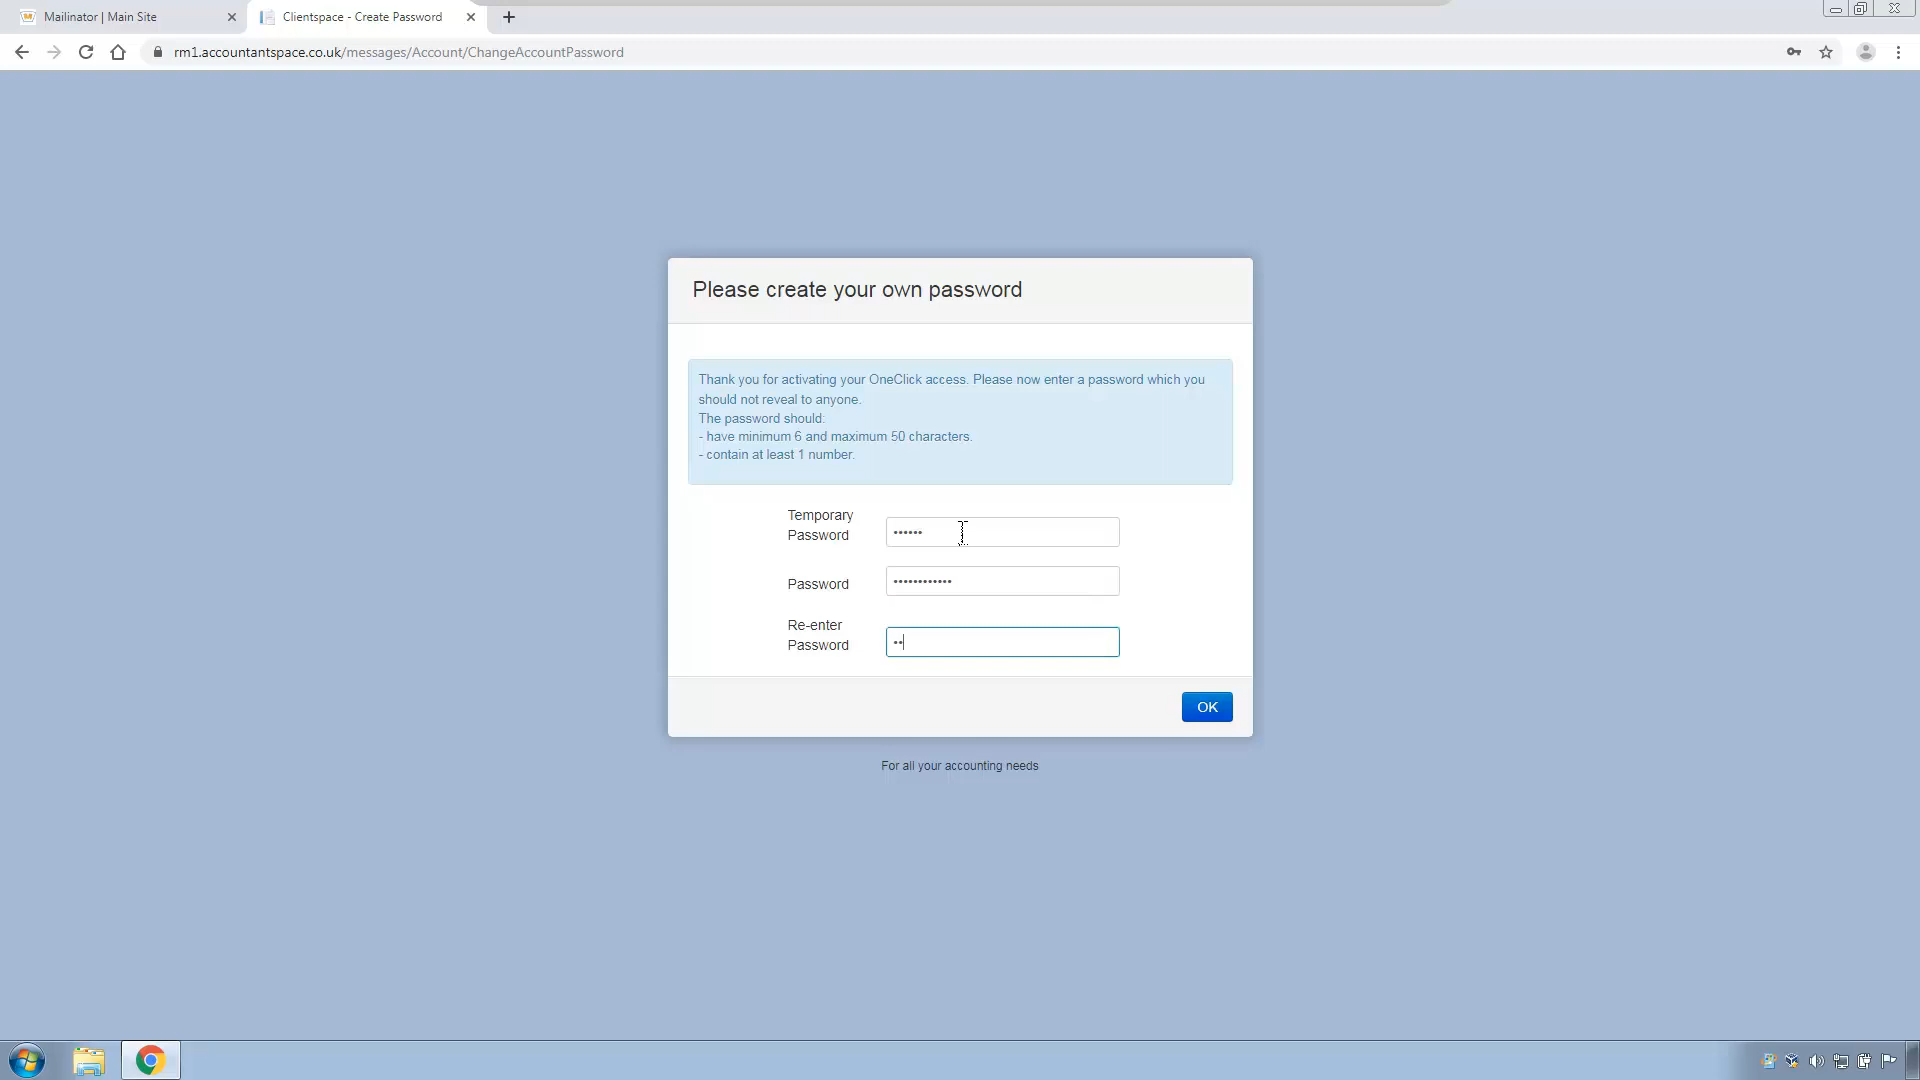 Mailinator | Main Site
Clientspace - Create Password
rm1.accountantspace.co.uk/messages/Account/ChangeAccountPassword
Please create your own password
Thank you for activating your OneClick access. Please now enter a password which you
should not reveal to anyone.
The password should:
- have minimum 6 and maximum 50 characters.
- contain at least 1 number.
Temporary
Password
••••••
Password
••••••••••••
Re-enter
Password
••
OK
For all your accounting needs